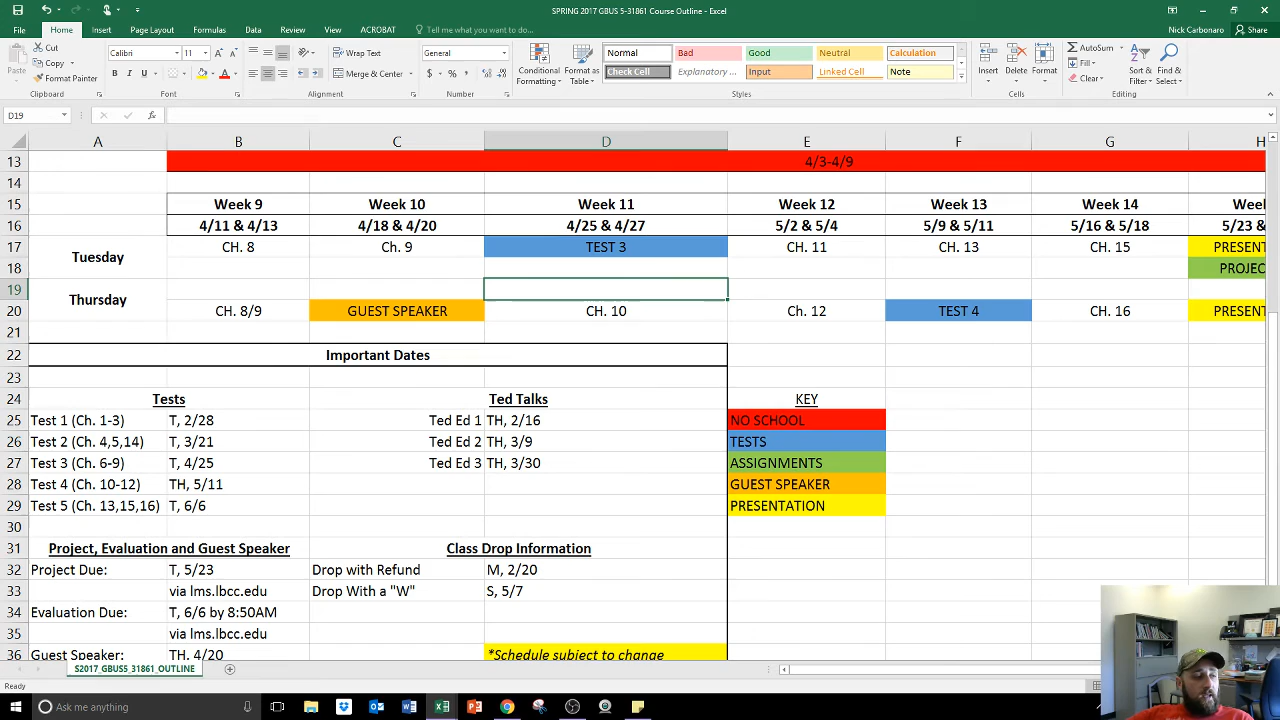 SPRING 2017 GBUS 5-31861 Course Outline - Excel
File Home Insert Page Layout Formulas Data Review View ACROBAT Tell me what you want to do... Nick Carbonaro Share
Cut Calibri 11 Wrap Text General Normal Bad Good Neutral Calculation AutoSum
Copy Check Cell Explanatory ... Input Linked Cell Note Fill
Paste Format Painter Merge & Center Conditional Formatting Format as Table Insert Delete Format Clear Sort & Filter Find & Select
Clipboard Font Alignment Number Styles Cells Editing
D19 fx
A B C D E F G H
13 4/3-4/9
14
15 Week 9 Week 10 Week 11 Week 12 Week 13 Week 14
16 4/11 & 4/13 4/18 & 4/20 4/25 & 4/27 5/2 & 5/4 5/9 & 5/11 5/16 & 5/18 5/23 &
17 Tuesday CH. 8 Ch. 9 TEST 3 CH. 11 CH. 13 CH. 15 PRESENT
18 PROJEC
19 Thursday
20 CH. 8/9 GUEST SPEAKER CH. 10 Ch. 12 TEST 4 CH. 16 PRESENT
21
22 Important Dates
23
24 Tests Ted Talks KEY
25 Test 1 (Ch. 1-3) T, 2/28 Ted Ed 1 TH, 2/16 NO SCHOOL
26 Test 2 (Ch. 4,5,14) T, 3/21 Ted Ed 2 TH, 3/9 TESTS
27 Test 3 (Ch. 6-9) T, 4/25 Ted Ed 3 TH, 3/30 ASSIGNMENTS
28 Test 4 (Ch. 10-12) TH, 5/11 GUEST SPEAKER
29 Test 5 (Ch. 13,15,16) T, 6/6 PRESENTATION
30
31 Project, Evaluation and Guest Speaker Class Drop Information
32 Project Due: T, 5/23 Drop with Refund M, 2/20
33 via lms.lbcc.edu Drop With a "W" S, 5/7
34 Evaluation Due: T, 6/6 by 8:50AM
35 via lms.lbcc.edu
36 Guest Speaker: TH, 4/20 *Schedule subject to change
S2017_GBUS5_31861_OUTLINE
Ready
Ask me anything